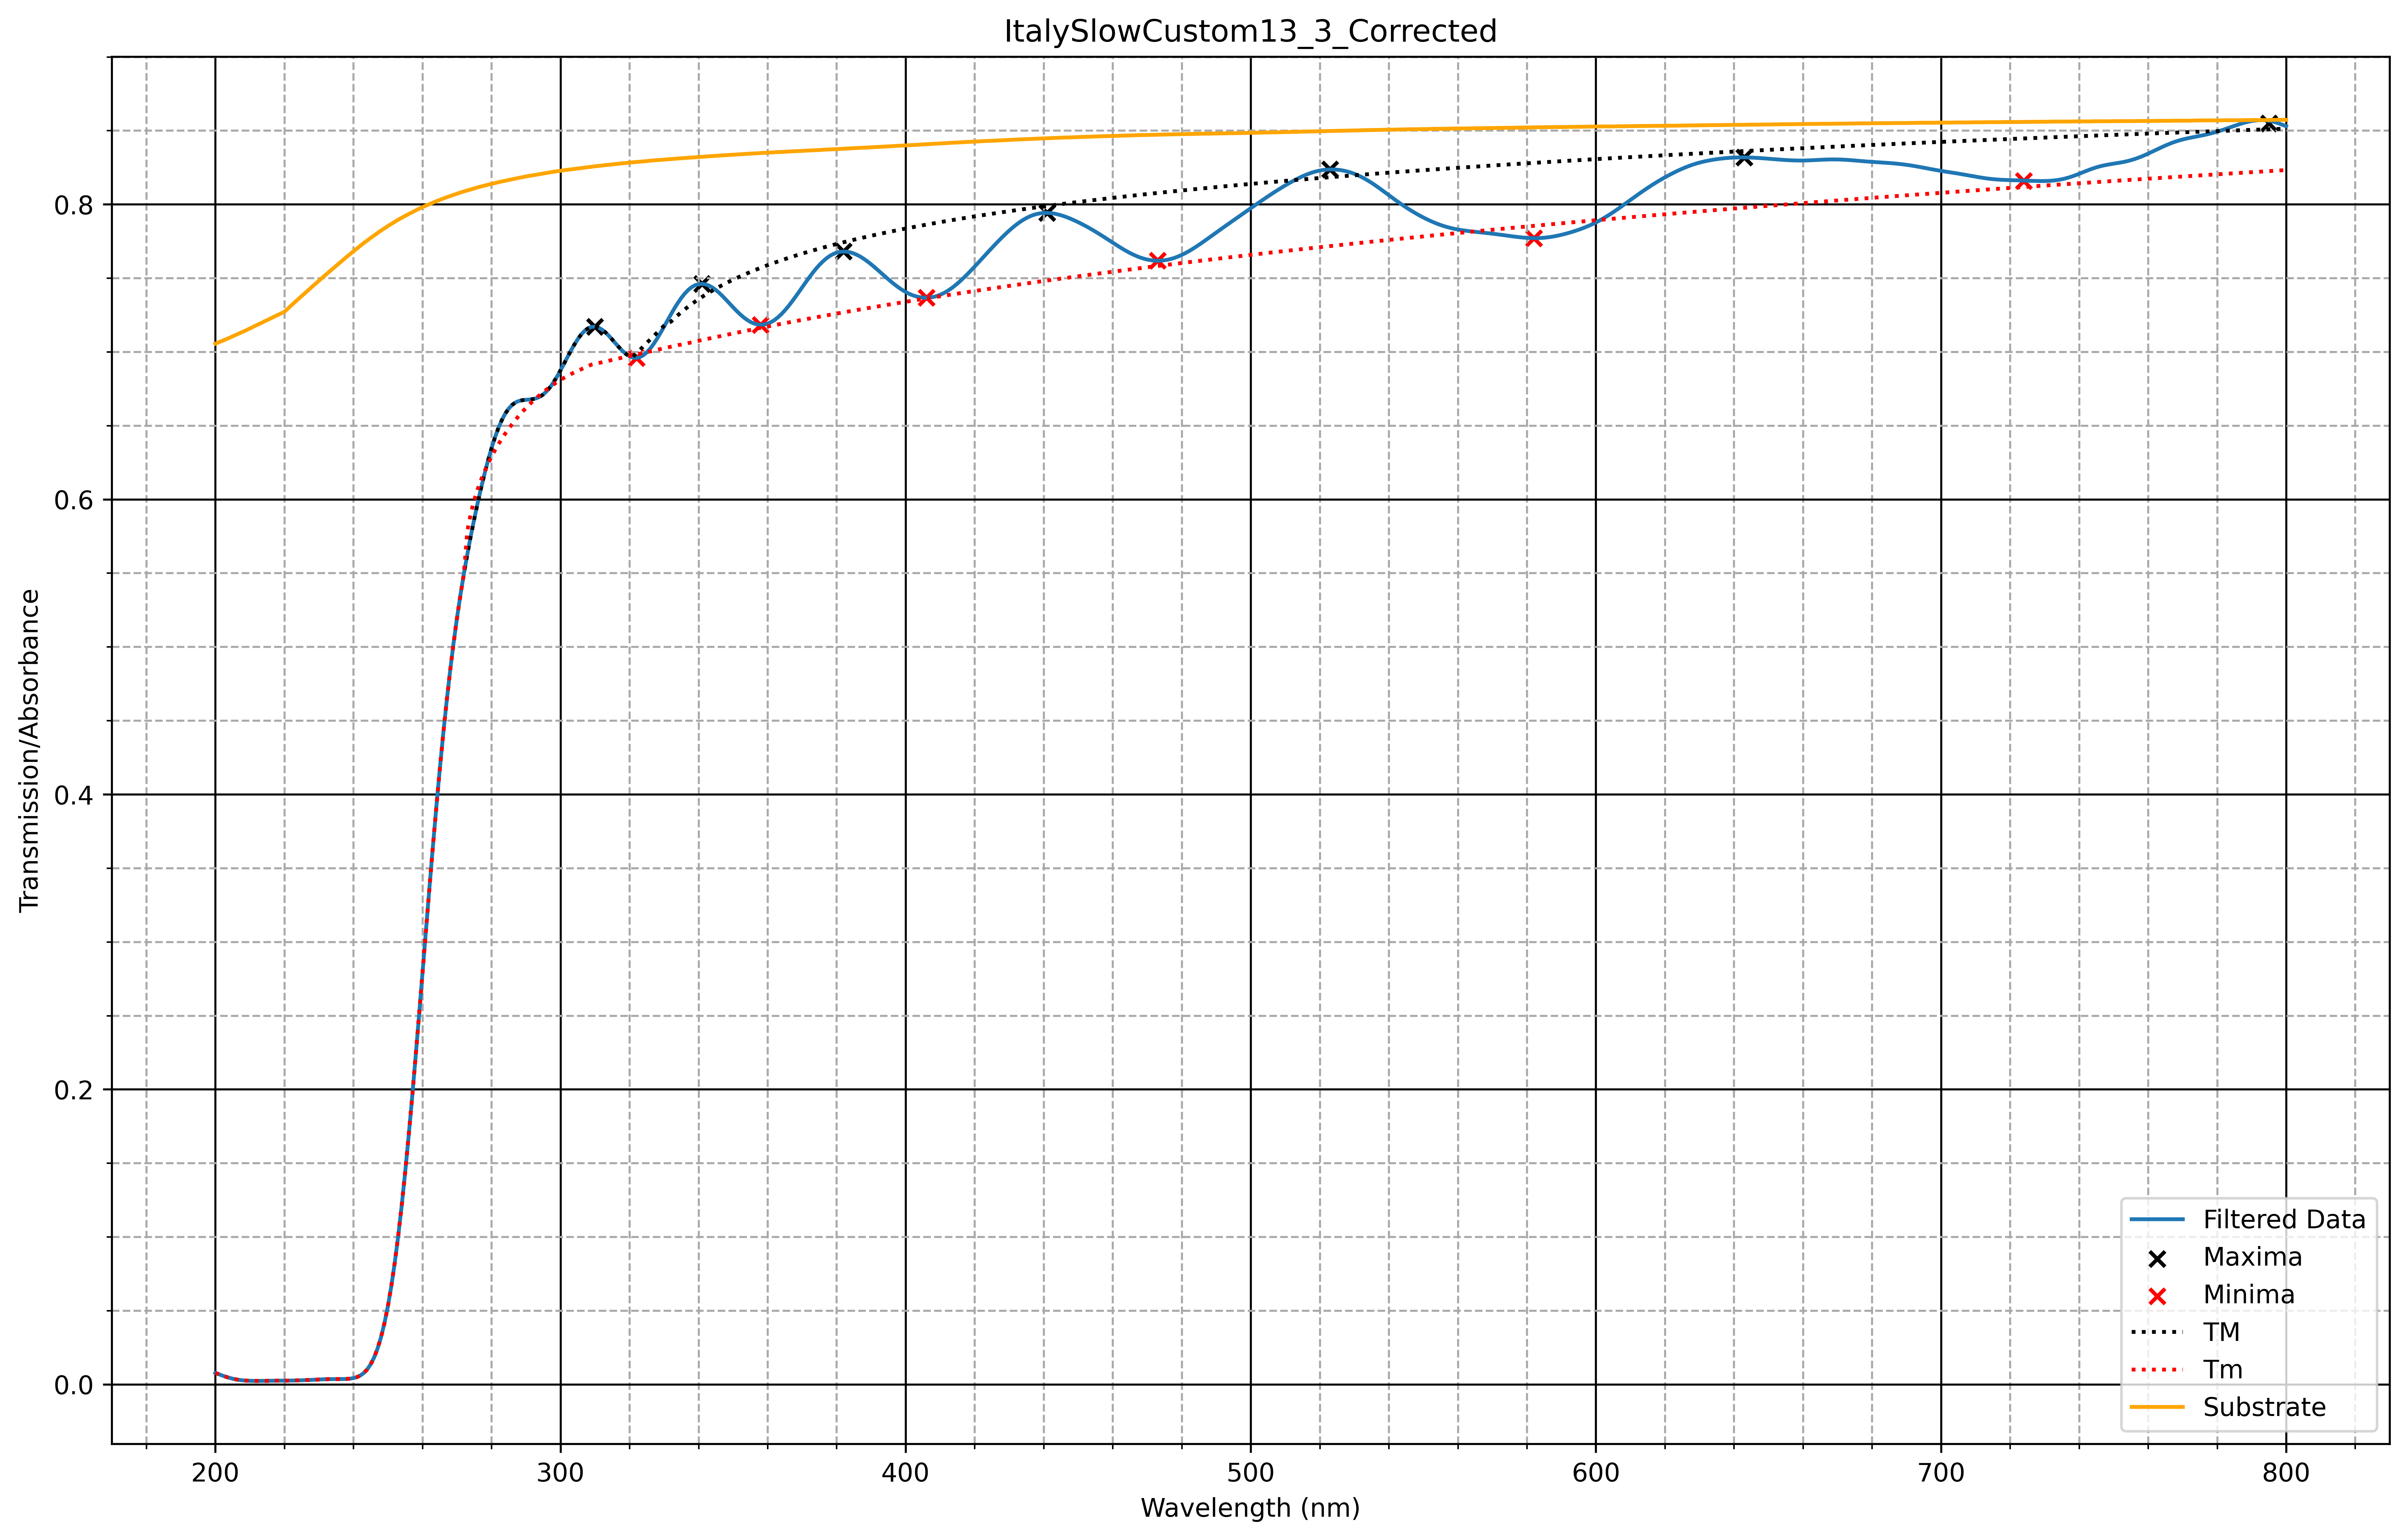 ItalySlowCustom13_3_Corrected
Transmission/Absorbance
0.8
0.6
0.4
0.2
0.0
200
300
400
500
600
700
800
Wavelength (nm)
Filtered Data
Maxima
Minima
TM
Tm
Substrate